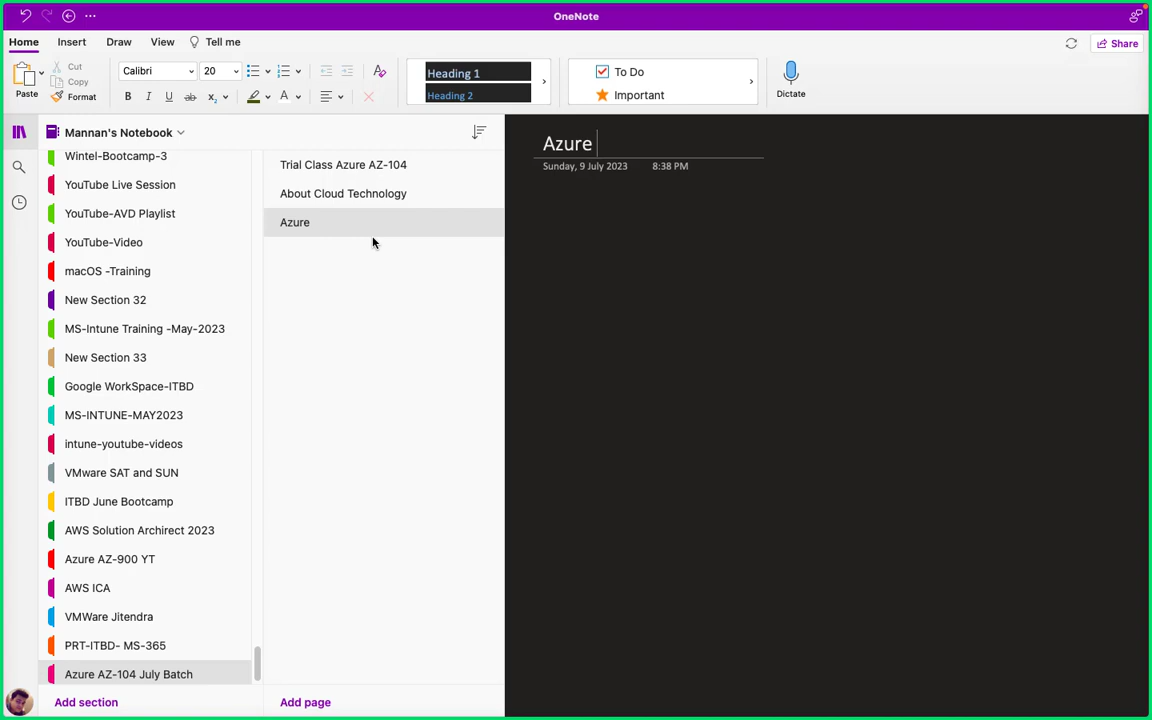 OneNote
Home Insert Draw View Tell me
Share
Paste
Cut
Copy
Format
Calibri 20
B I U ab x₂ A
Heading 1
Heading 2
To Do
Important
Dictate
Mannan's Notebook
Wintel-Bootcamp-3
YouTube Live Session
YouTube-AVD Playlist
YouTube-Video
macOS -Training
New Section 32
MS-Intune Training -May-2023
New Section 33
Google WorkSpace-ITBD
MS-INTUNE-MAY2023
intune-youtube-videos
VMware SAT and SUN
ITBD June Bootcamp
AWS Solution Archirect 2023
Azure AZ-900 YT
AWS ICA
VMWare Jitendra
PRT-ITBD- MS-365
Azure AZ-104 July Batch
Add section
Trial Class Azure AZ-104
About Cloud Technology
Azure
Add page
Azure
Sunday, 9 July 2023 8:38 PM